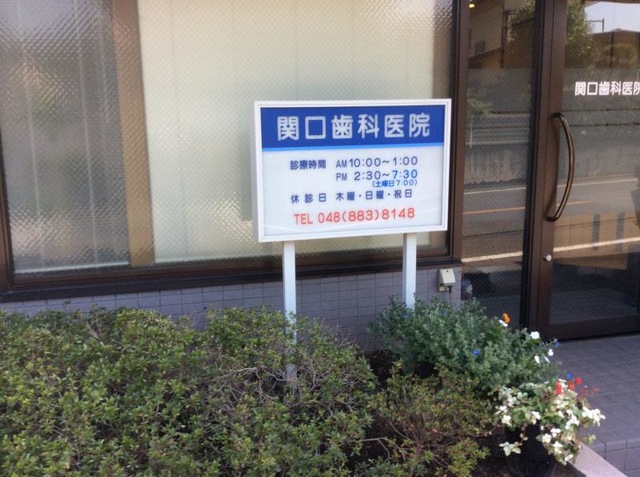 関口歯科医院
診療時間 AM 10:00〜1:00
PM 2:30〜7:30
(土曜日7:00)
休診日 木曜・日曜・祝日
TEL 048(883)8148
関口歯科医院